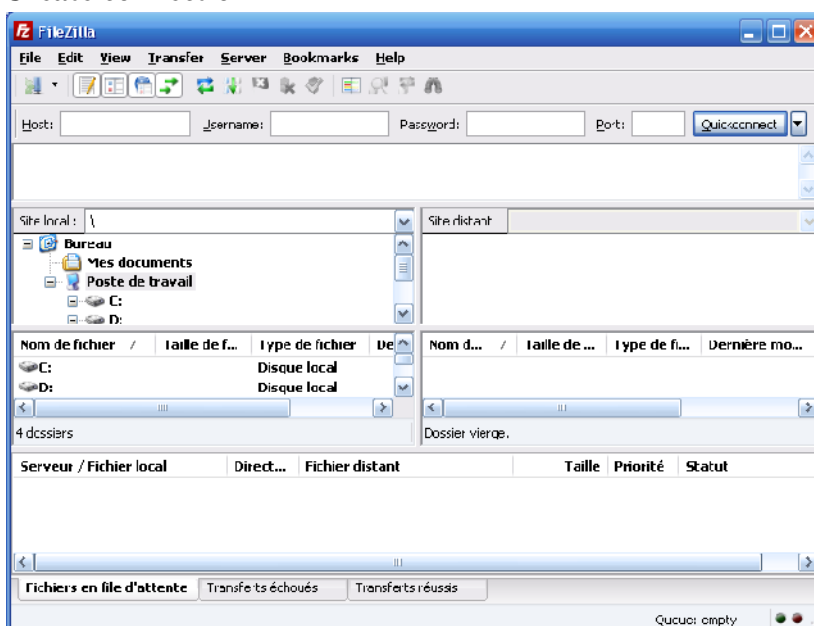 FileZilla
File Edit View Transfer Server Bookmarks Help
Host: Username: Password: Port: Quickconnect
Site local : \ Site distant
Bureau
Mes documents
Poste de travail
C:
D:
Nom de fichier / Taille de f... Type de fichier De Nom d... / Taille de ... Type de fi... Dernière mo...
C: Disque local
D: Disque local
4 dossiers Dossier vierge.
Serveur / Fichier local Direct... Fichier distant Taille Priorité Statut
Fichiers en file d'attente Transferts échoués Transferts réussis
Queue: empty